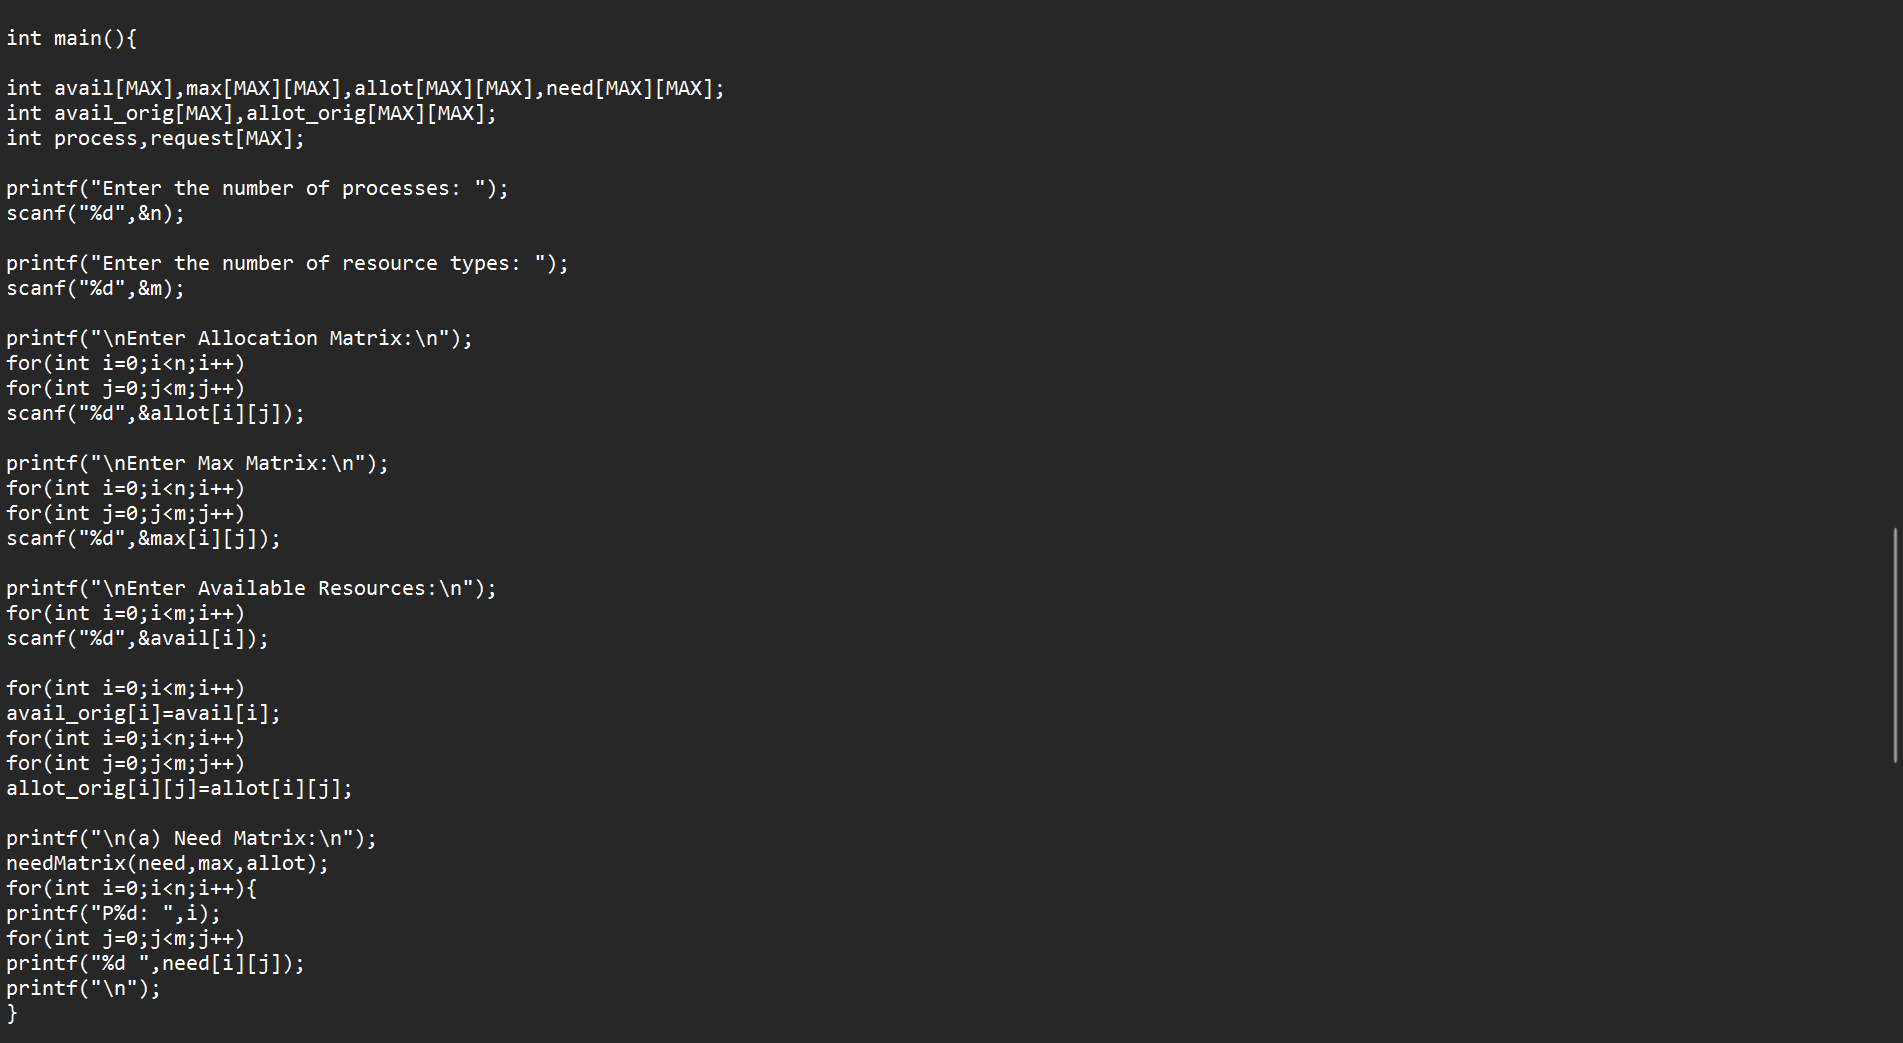 int main(){
int avail[MAX],max[MAX][MAX],allot[MAX][MAX],need[MAX][MAX];
int avail_orig[MAX],allot_orig[MAX][MAX];
int process,request[MAX];
printf("Enter the number of processes: ");
scanf("%d",&n);
printf("Enter the number of resource types: ");
scanf("%d",&m);
printf("\nEnter Allocation Matrix:\n");
for(int i=0;i<n;i++)
for(int j=0;j<m;j++)
scanf("%d",&allot[i][j]);
printf("\nEnter Max Matrix:\n");
for(int i=0;i<n;i++)
for(int j=0;j<m;j++)
scanf("%d",&max[i][j]);
printf("\nEnter Available Resources:\n");
for(int i=0;i<m;i++)
scanf("%d",&avail[i]);
for(int i=0;i<m;i++)
avail_orig[i]=avail[i];
for(int i=0;i<n;i++)
for(int j=0;j<m;j++)
allot_orig[i][j]=allot[i][j];
printf("\n(a) Need Matrix:\n");
needMatrix(need,max,allot);
for(int i=0;i<n;i++){
printf("P%d: ",i);
for(int j=0;j<m;j++)
printf("%d ",need[i][j]);
printf("\n");
}